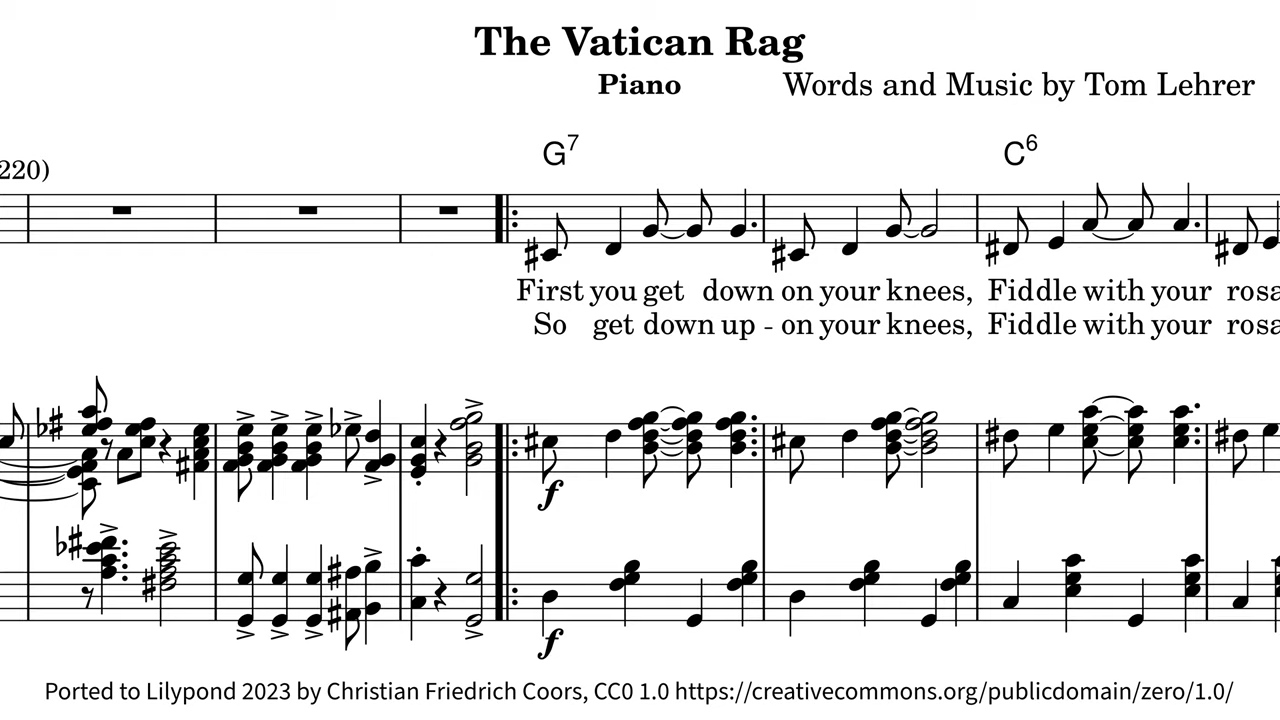 The Vatican Rag
Piano
Words and Music by Tom Lehrer
220)
G7
C6
First you get down on your knees, Fiddle with your rosa
So get down up - on your knees, Fiddle with your rosa
f
f
Ported to Lilypond 2023 by Christian Friedrich Coors, CC0 1.0 https://creativecommons.org/publicdomain/zero/1.0/